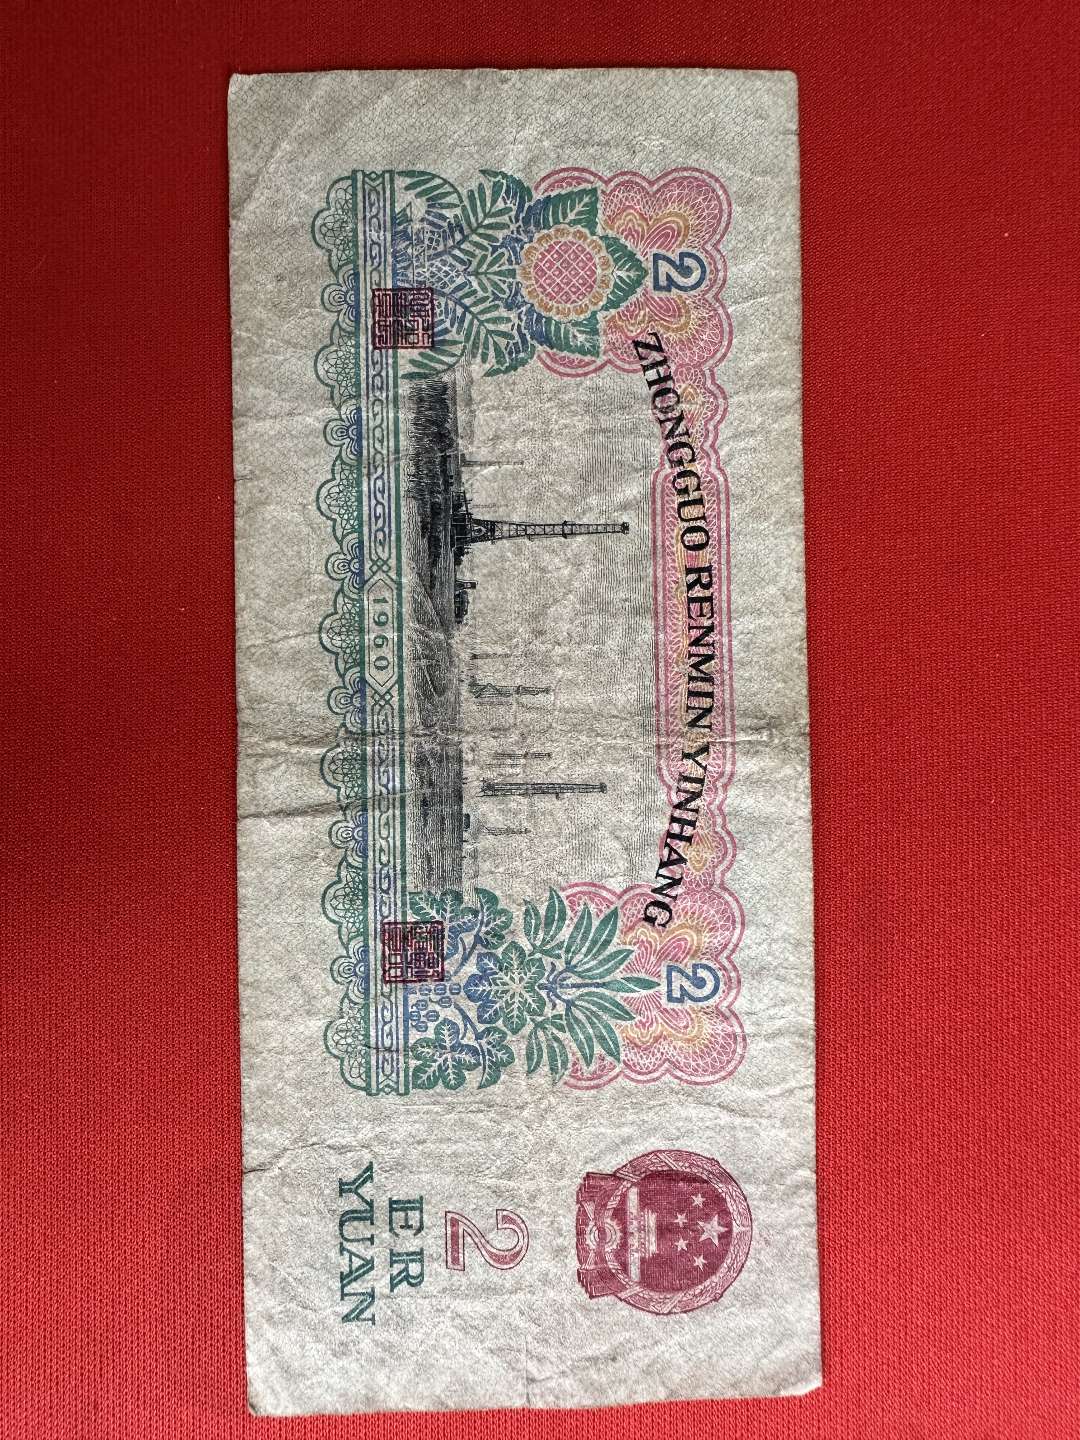 2
ZHONGGUO RENMIN YINHANG
2
1960
2
ER
YUAN